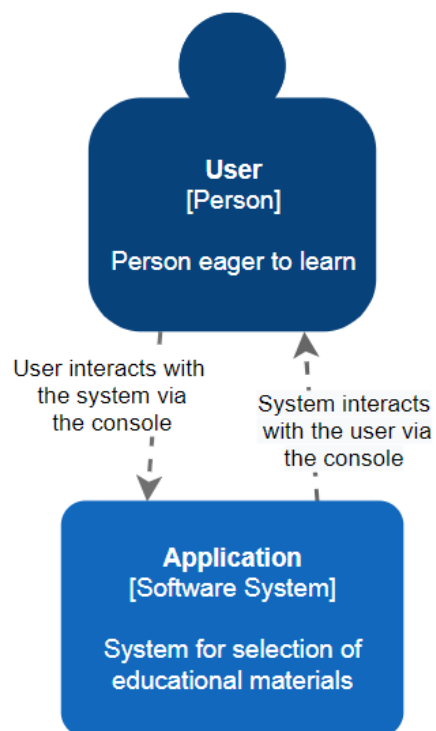 User
[Person]
Person eager to learn
User interacts with
the system via
the console
System interacts
with the user via
the console
Application
[Software System]
System for selection of
educational materials